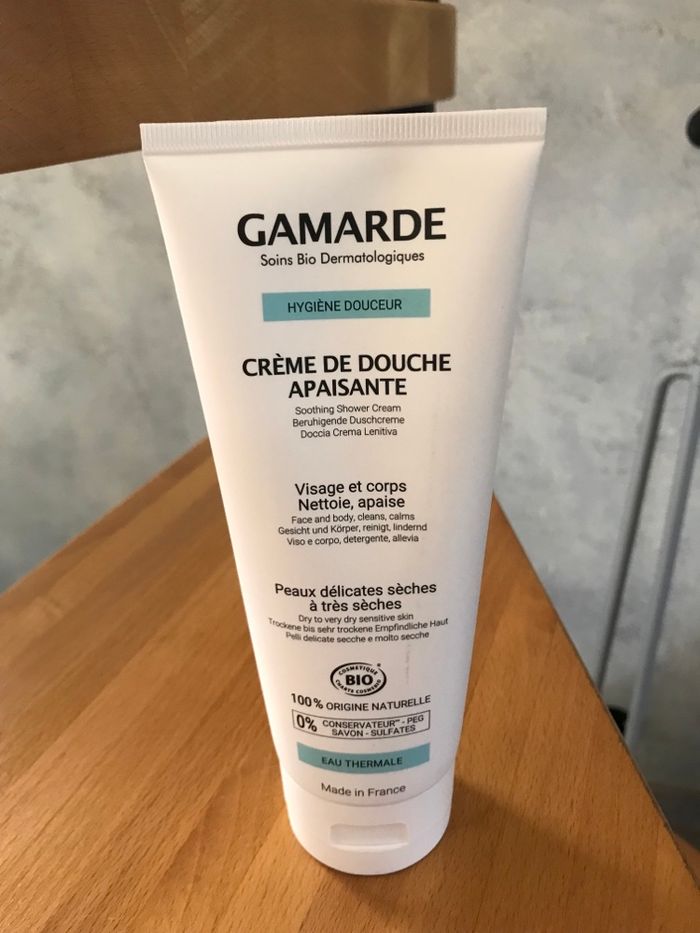 GAMARDE
Soins Bio Dermatologiques
HYGIÈNE DOUCEUR
CRÈME DE DOUCHE
APAISANTE
Soothing Shower Cream
Beruhigende Duschcreme
Doccia Crema Lenitiva
Visage et corps
Nettoie, apaise
Face and body, cleans, calms
Gesicht und Körper, reinigt, lindernd
Viso e corpo, detergente, allevia
Peaux délicates sèches
à très sèches
Dry to very dry sensitive skin
Trockene bis sehr trockene Empfindliche Haut
Pelli delicate secche e molto secche
COSMETIQUE
BIO
CHARTE COSMEBIO
100% ORIGINE NATURELLE
0% CONSERVATEUR** - PEG
SAVON - SULFATES
EAU THERMALE
Made in France